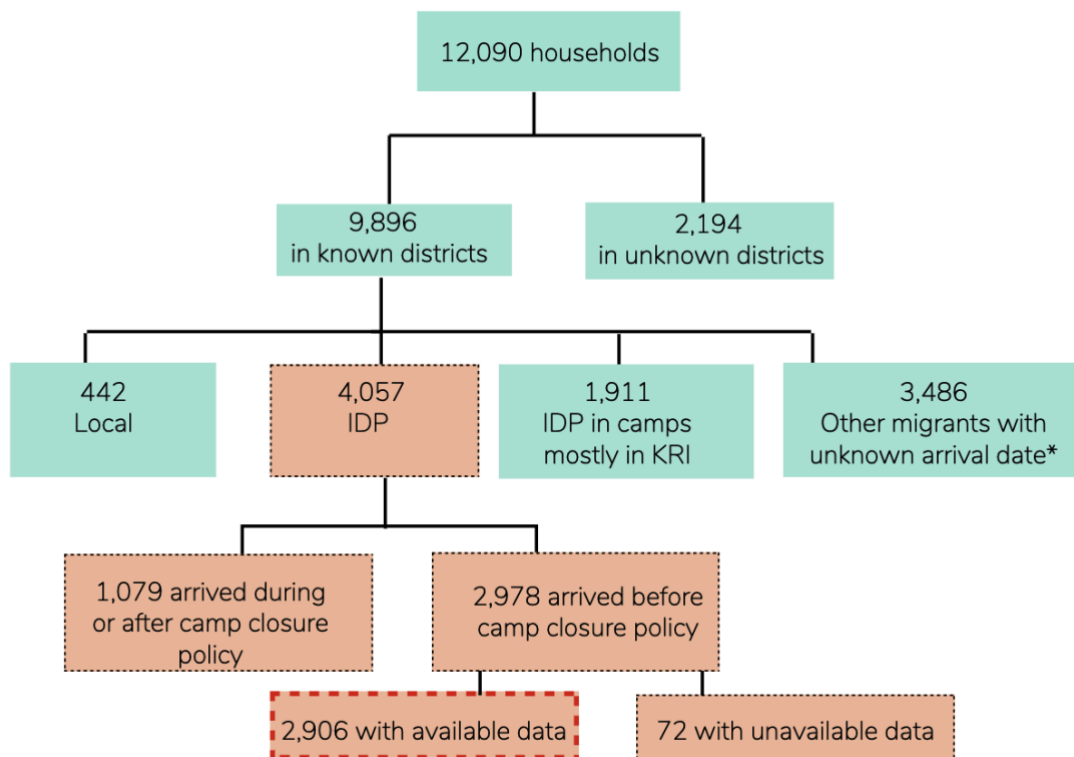 12,090 households
9,896
in known districts
2,194
in unknown districts
442
Local
4,057
IDP
1,911
IDP in camps
mostly in KRI
3,486
Other migrants with
unknown arrival date*
1,079 arrived during
or after camp closure
policy
2,978 arrived before
camp closure policy
2,906 with available data
72 with unavailable data